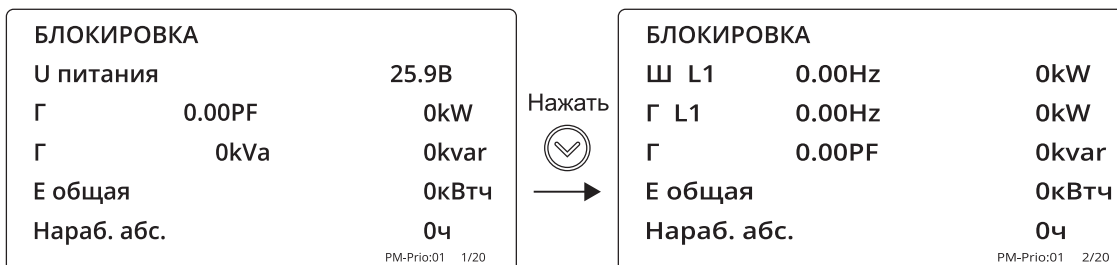 БЛОКИРОВКА
U питания 25.9В
Г 0.00PF 0kW
Г 0kVa 0kvar
Е общая 0кВтч
Нараб. абс. 0ч
PM-Prio:01 1/20
Нажать
БЛОКИРОВКА
Ш L1 0.00Hz 0kW
Г L1 0.00Hz 0kW
Г 0.00PF 0kvar
Е общая 0кВтч
Нараб. абс. 0ч
PM-Prio:01 2/20